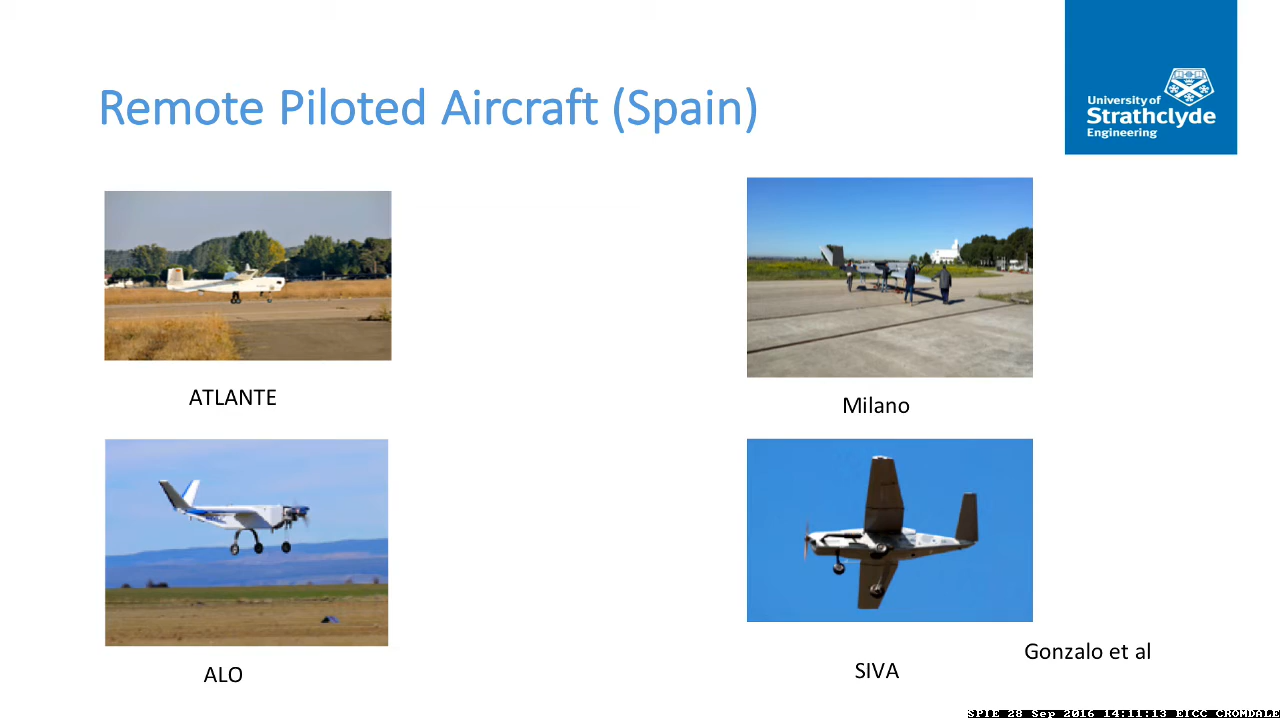 Remote Piloted Aircraft (Spain)
University of
Strathclyde
Engineering
ATLANTE
Milano
ALO
SIVA
Gonzalo et al
SPIE 28 Sep 2016 14:11:13 EICC CROMDALE